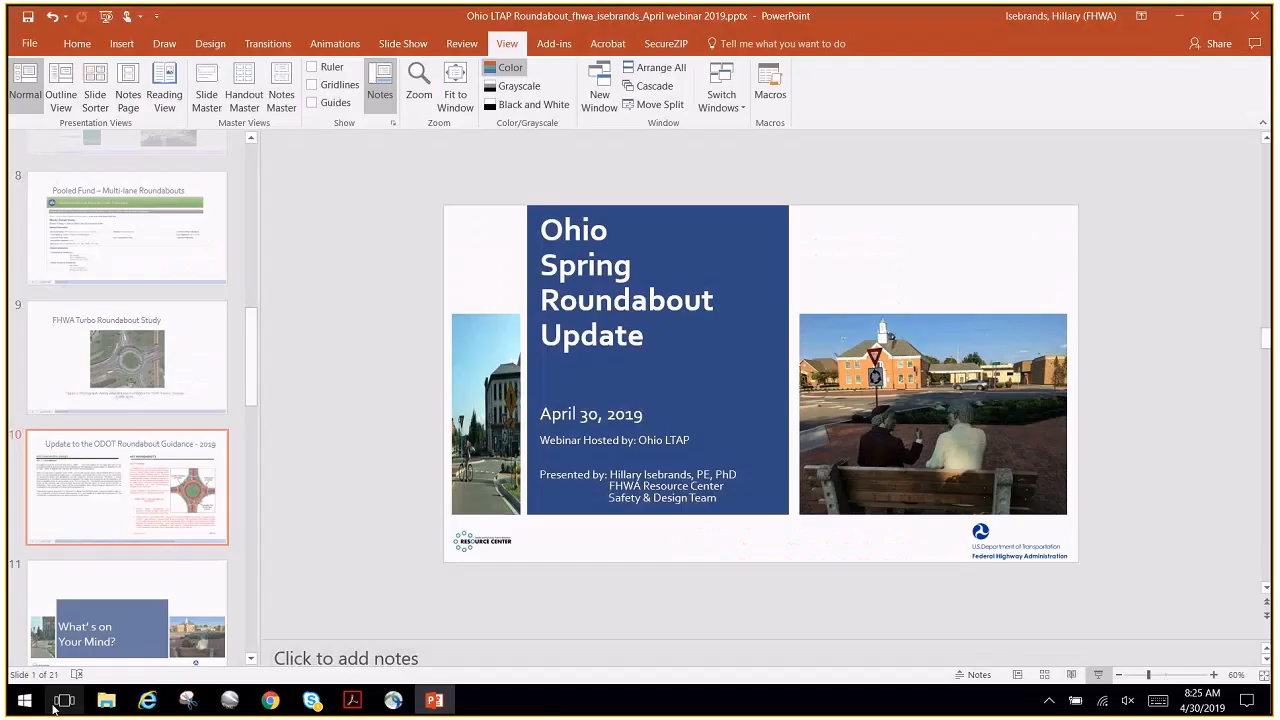 Ohio LTAP Roundabout_fhwa_isebrands_April webinar 2019.pptx - PowerPoint
Isebrands, Hillary (FHWA)
File Home Insert Draw Design Transitions Animations Slide Show Review View Add-ins Acrobat SecureZIP Tell me what you want to do Share
Normal Outline View Slide Sorter Notes Page Reading View
Presentation Views
Slide Master Handout Master Notes Master
Master Views
Ruler
Gridlines
Guides
Show
Notes
Zoom Fit to Window
Zoom
Color
Grayscale
Black and White
Color/Grayscale
New Window
Arrange All
Cascade
Move Split
Switch Windows
Window
Macros
Macros
8
Pooled Fund – Multi-lane Roundabouts
9
FHWA Turbo Roundabout Study
10
Update to the ODOT Roundabout Guidance - 2019
11
What's on
Your Mind?
Ohio
Spring
Roundabout
Update
April 30, 2019
Webinar Hosted by: Ohio LTAP
Presented by: Hillary Isebrands, PE, PhD
FHWA Resource Center
Safety & Design Team
RESOURCE CENTER
U.S.Department of Transportation
Federal Highway Administration
Click to add notes
Slide 1 of 21
Notes
60%
8:25 AM
4/30/2019